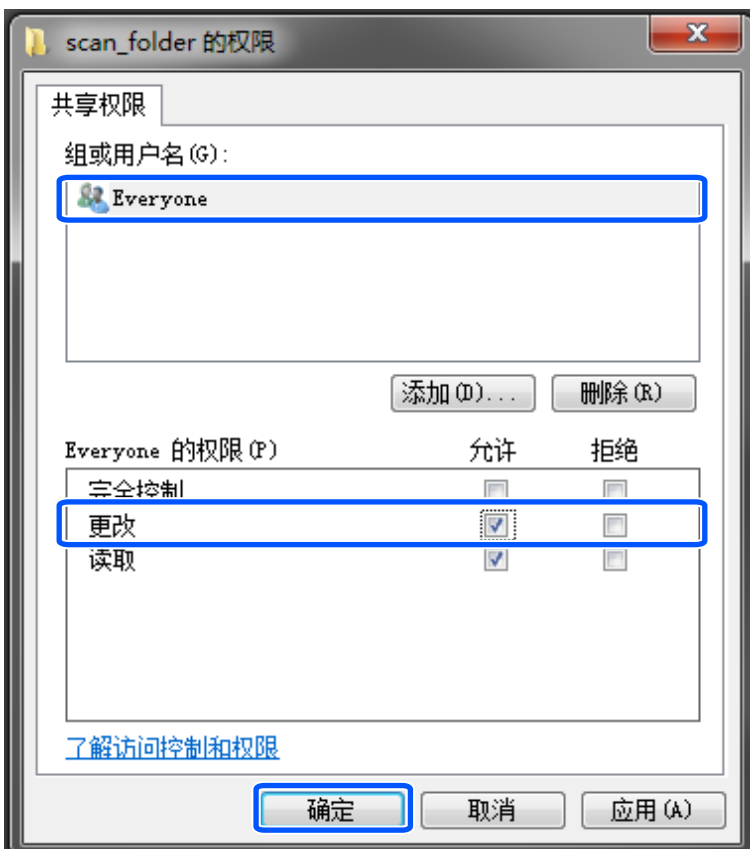 scan_folder 的权限
共享权限
组或用户名(G):
Everyone
添加(D)... 删除(R)
Everyone 的权限(P) 允许 拒绝
完全控制
更改
读取
了解访问控制和权限
确定 取消 应用(A)